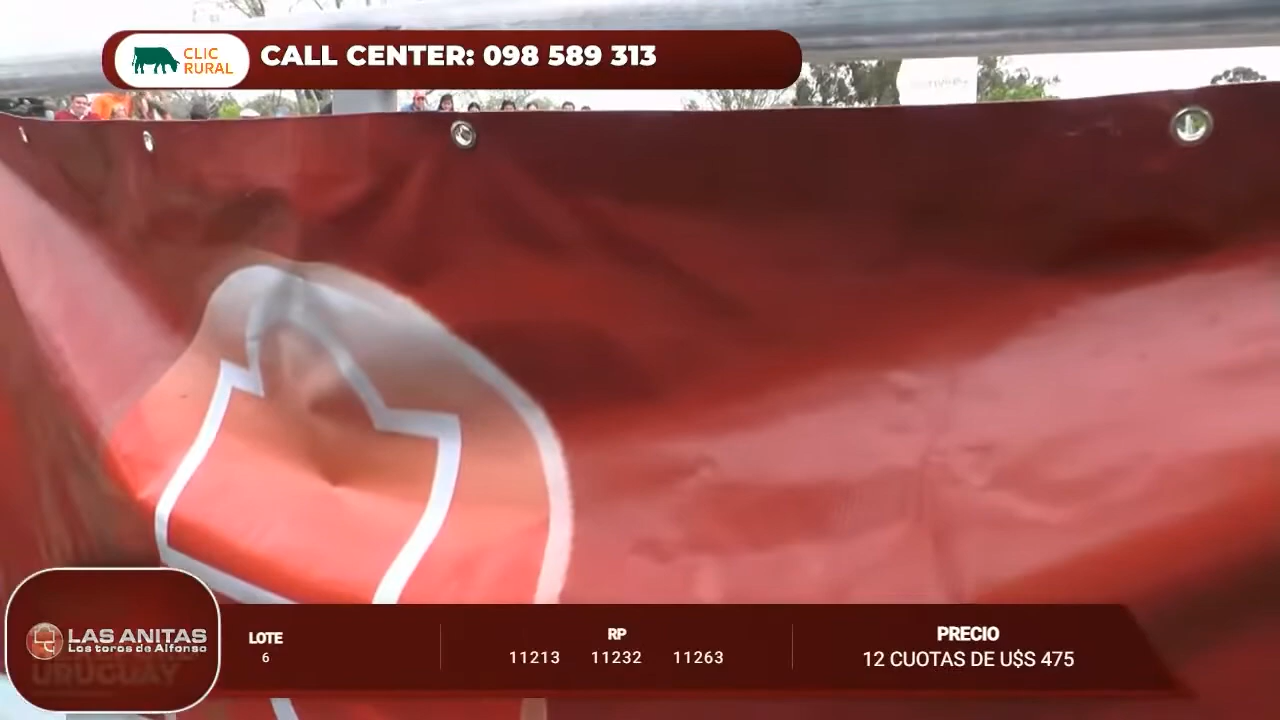 CLIC
RURAL
CALL CENTER: 098 589 313
LAS ANITAS
Los toros de Alfonso
URUGUAY
LOTE
6
RP
11213 11232 11263
PRECIO
12 CUOTAS DE U$S 475